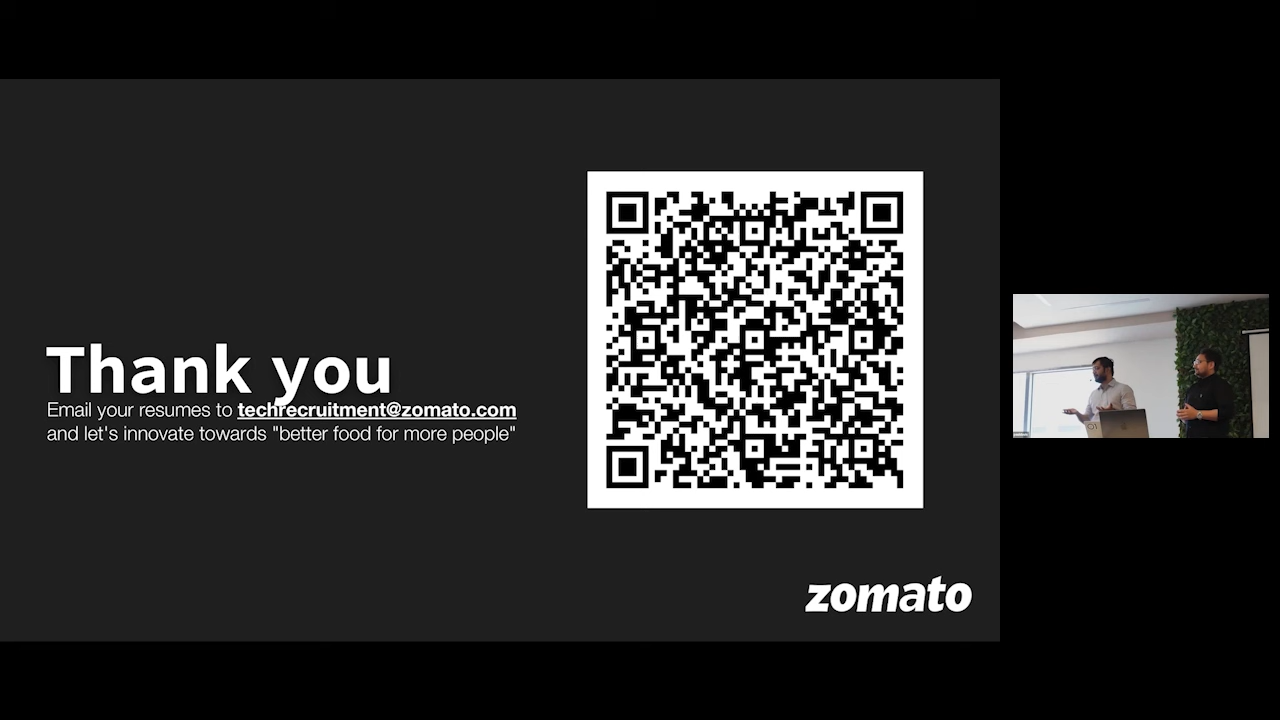 Thank you
Email your resumes to techrecruitment@zomato.com
and let's innovate towards "better food for more people"
zomato